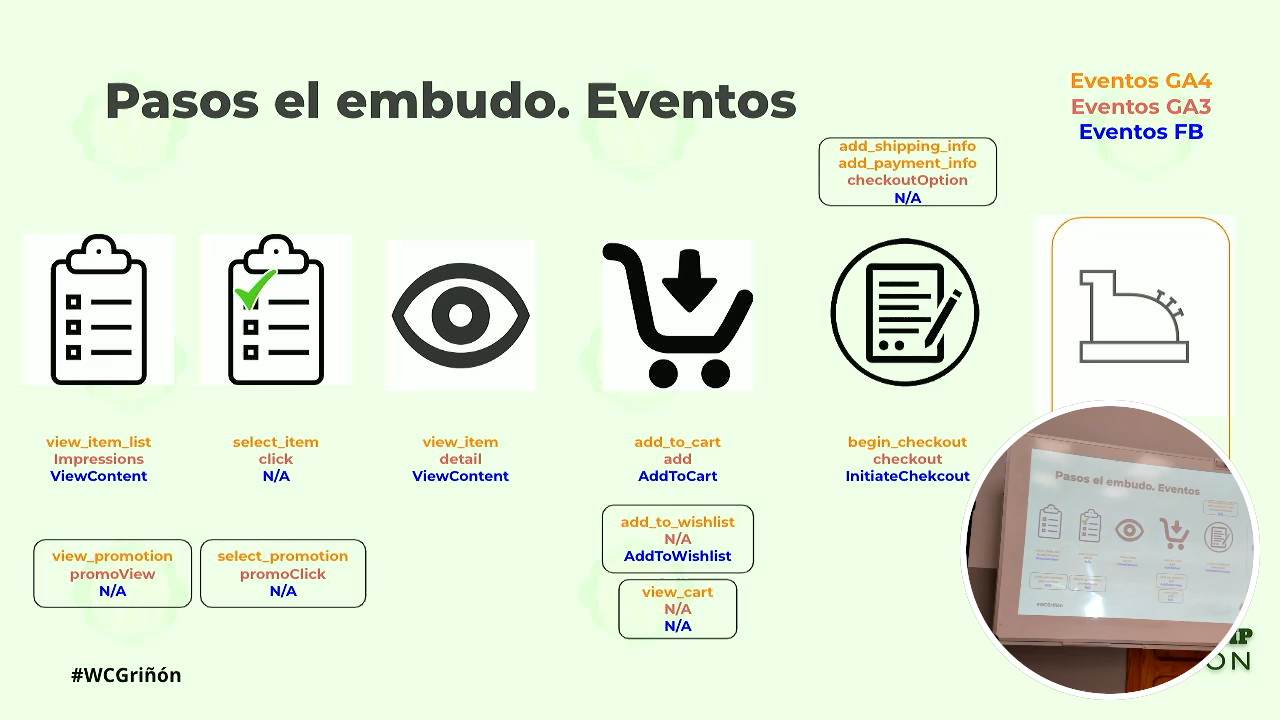 Pasos el embudo. Eventos
Eventos GA4
Eventos GA3
Eventos FB
add_shipping_info
add_payment_info
checkoutOption
N/A
view_item_list
Impressions
ViewContent
select_item
click
N/A
view_item
detail
ViewContent
add_to_cart
add
AddToCart
begin_checkout
checkout
InitiateChekcout
view_promotion
promoView
N/A
select_promotion
promoClick
N/A
add_to_wishlist
N/A
AddToWishlist
view_cart
N/A
N/A
#WCGriñón
Pasos el embudo. Eventos
#WCGriñón